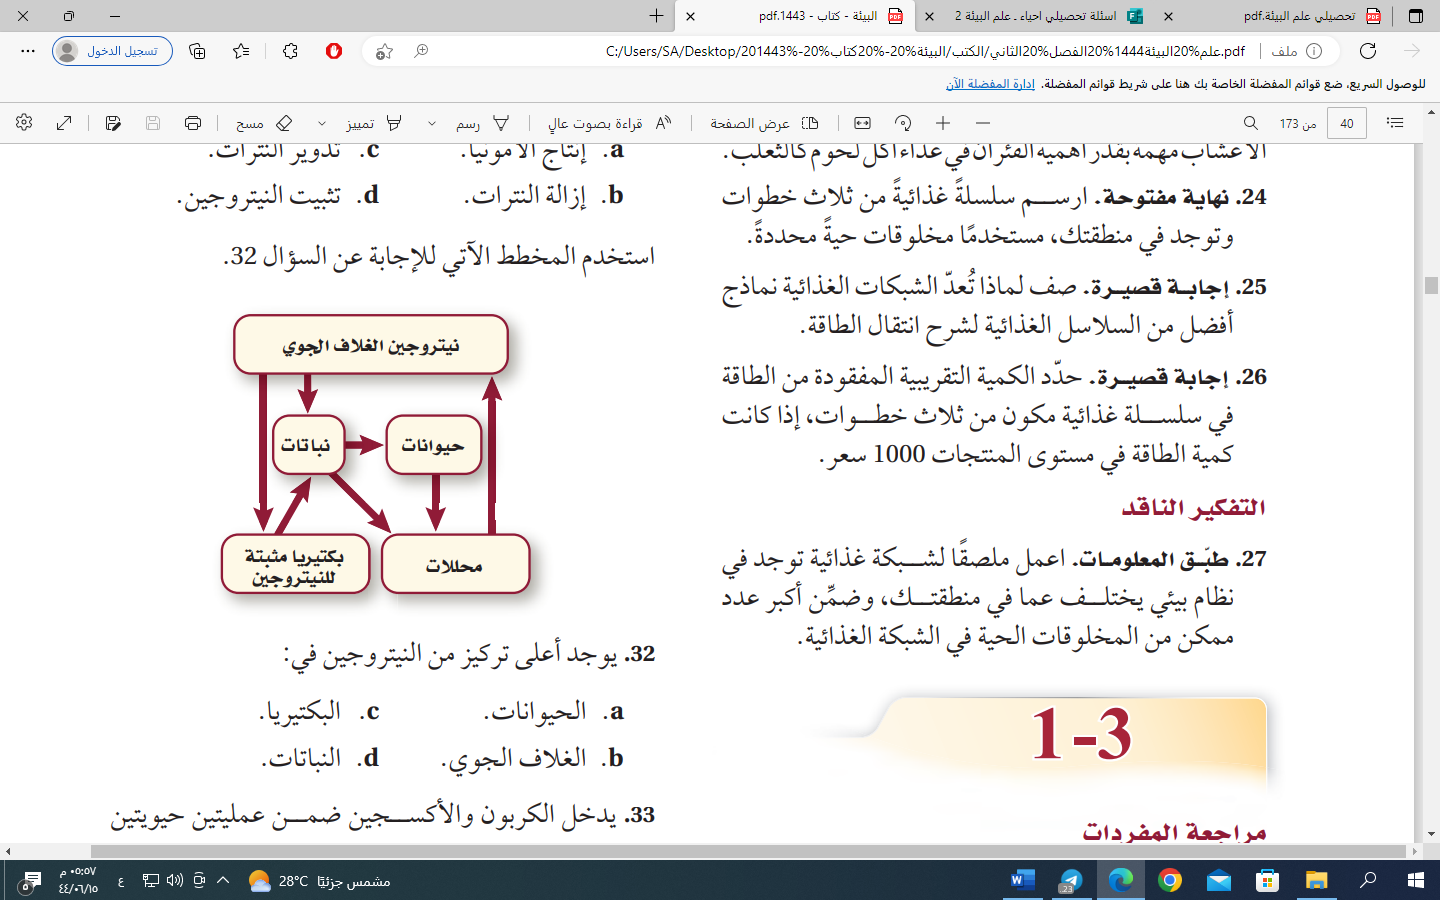 تحصيلي علم البيئة.pdf
اسئلة تحصيلي احياء . علم البيئة 2
البيئة - كتاب - 1443.pdf
ملف
C:/Users/SA/Desktop/201443%-20%كتاب%20-%20البيئة/الكتب/الثاني%20الفصل%201444علم%20البيئة.pdf
تسجيل الدخول
للوصول السريع، ضع قوائم المفضلة الخاصة بك هنا على شريط قوائم المفضلة. إدارة المفضلة الآن
40
من 173
عرض الصفحة
قراءة بصوت عالٍ
رسم
تمييز
مسح
الأعشاب مهمة بقدر أهمية الفئران في غذاء آكل لحوم كالثعلب.
24. نهاية مفتوحة. ارسم سلسلةً غذائيةً من ثلاث خطوات
وتوجد في منطقتك، مستخدمًا مخلوقات حيةً محددةً.
25. إجابة قصيرة. صف لماذا تُعدّ الشبكات الغذائية نماذج
أفضل من السلاسل الغذائية لشرح انتقال الطاقة.
26. إجابة قصيرة. حدّد الكمية التقريبية المفقودة من الطاقة
في سلسلة غذائية مكون من ثلاث خطوات، إذا كانت
كمية الطاقة في مستوى المنتجات 1000 سعر.
التفكير الناقد
27. طبّق المعلومات. اعمل ملصقًا لشبكة غذائية توجد في
نظام بيئي يختلف عما في منطقتك، وضمِّن أكبر عدد
ممكن من المخلوقات الحية في الشبكة الغذائية.
1-3
مراجعة المفردات
a. إنتاج الأمونيا. c. تدوير النترات.
b. إزالة النترات. d. تثبيت النيتروجين.
استخدم المخطط الآتي للإجابة عن السؤال 32.
نيتروجين الغلاف الجوي
حيوانات
نباتات
محللات
بكتيريا مثبتة
للنيتروجين
32. يوجد أعلى تركيز من النيتروجين في:
a. الحيوانات. c. البكتيريا.
b. الغلاف الجوي. d. النباتات.
33. يدخل الكربون والأكسجين ضمن عمليتين حيويتين
23
28°C مشمس جزئيًا
ع
٠٥:٥٧ م
٤٤/٠٦/١٥
٥